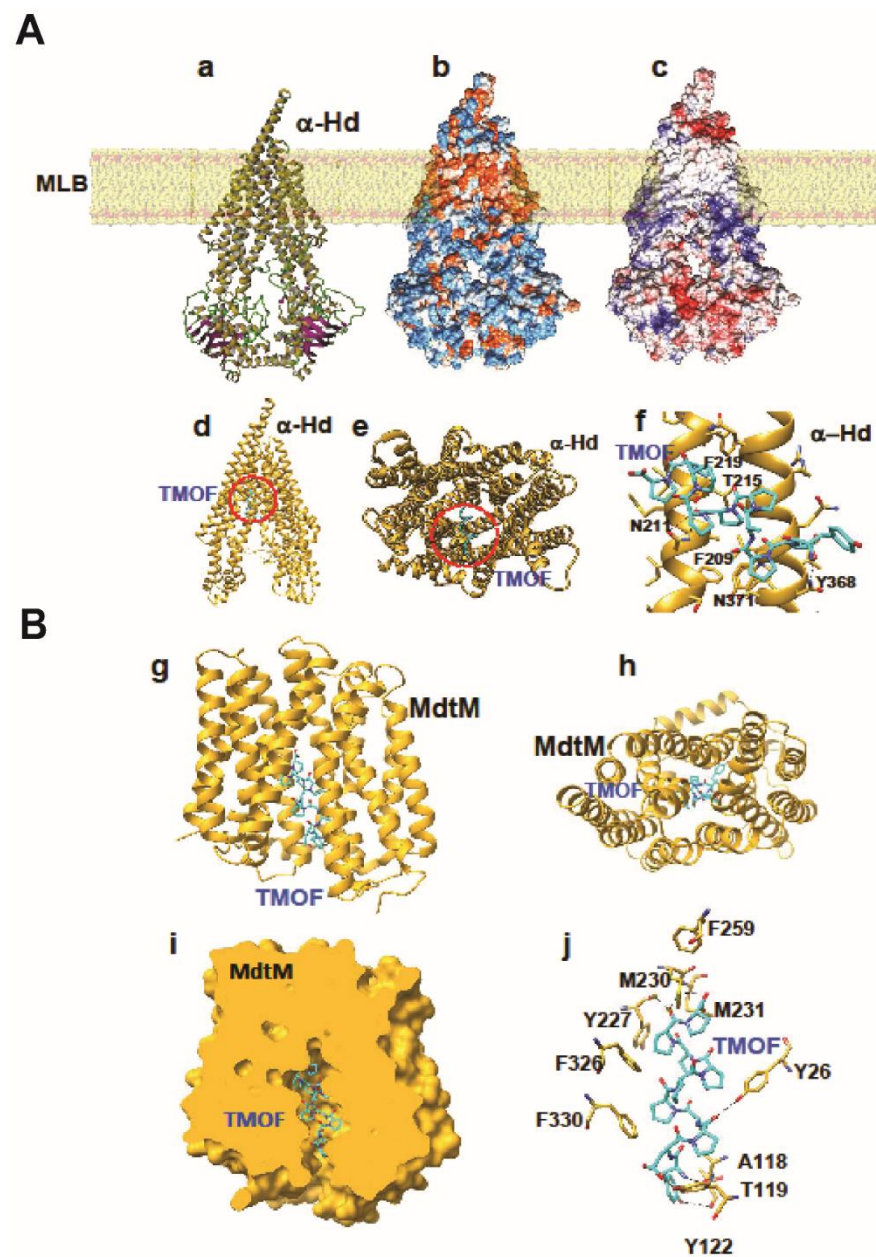 A
a
b
c
α-Hd
MLB
d
α-Hd
TMOF
e
α-Hd
TMOF
f
α–Hd
TMOF
F219
T215
N211
F209
Y368
N371
B
g
MdtM
TMOF
h
MdtM
TMOF
i
MdtM
TMOF
j
F259
M230
M231
Y227
TMOF
F326
Y26
F330
A118
T119
Y122